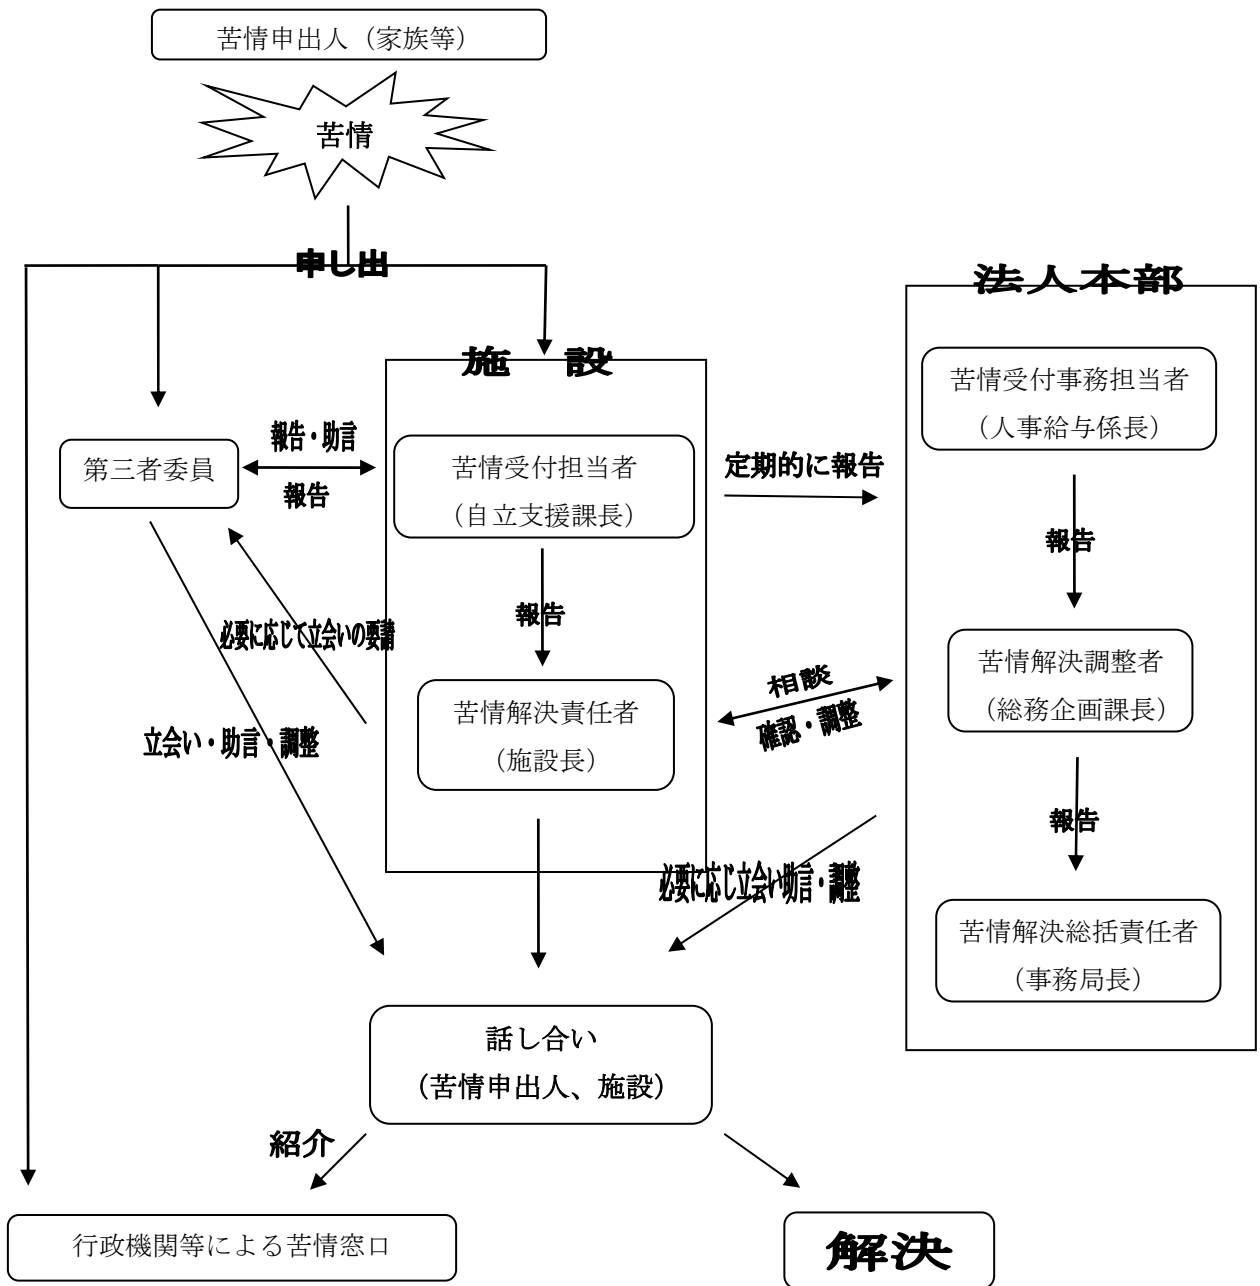 苦情申出人（家族等）
苦情
申し出
法人本部
施　設
苦情受付事務担当者
（人事給与係長）
報告・助言
第三者委員
報告
苦情受付担当者
（自立支援課長）
定期的に報告
報告
報告
必要に応じて立会いの要請
苦情解決責任者
（施設長）
相談
確認・調整
苦情解決調整者
（総務企画課長）
立会い・助言・調整
報告
必要に応じ立会い助言・調整
苦情解決総括責任者
（事務局長）
話し合い
（苦情申出人、施設）
紹介
行政機関等による苦情窓口
解決